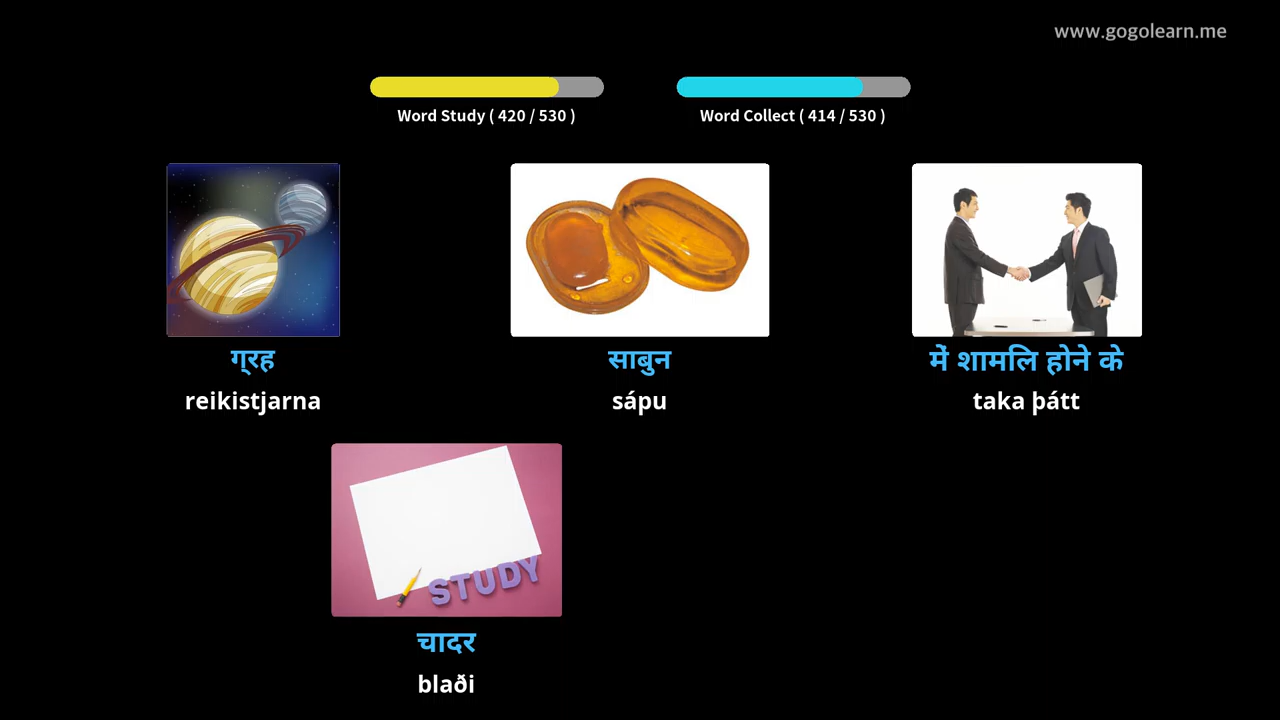 www.gogolearn.me
Word Study ( 420 / 530 )
Word Collect ( 414 / 530 )
ग्रह
साबुन
में शामलि होने के
reikistjarna
sápu
taka þátt
STUDY
चादर
blaði